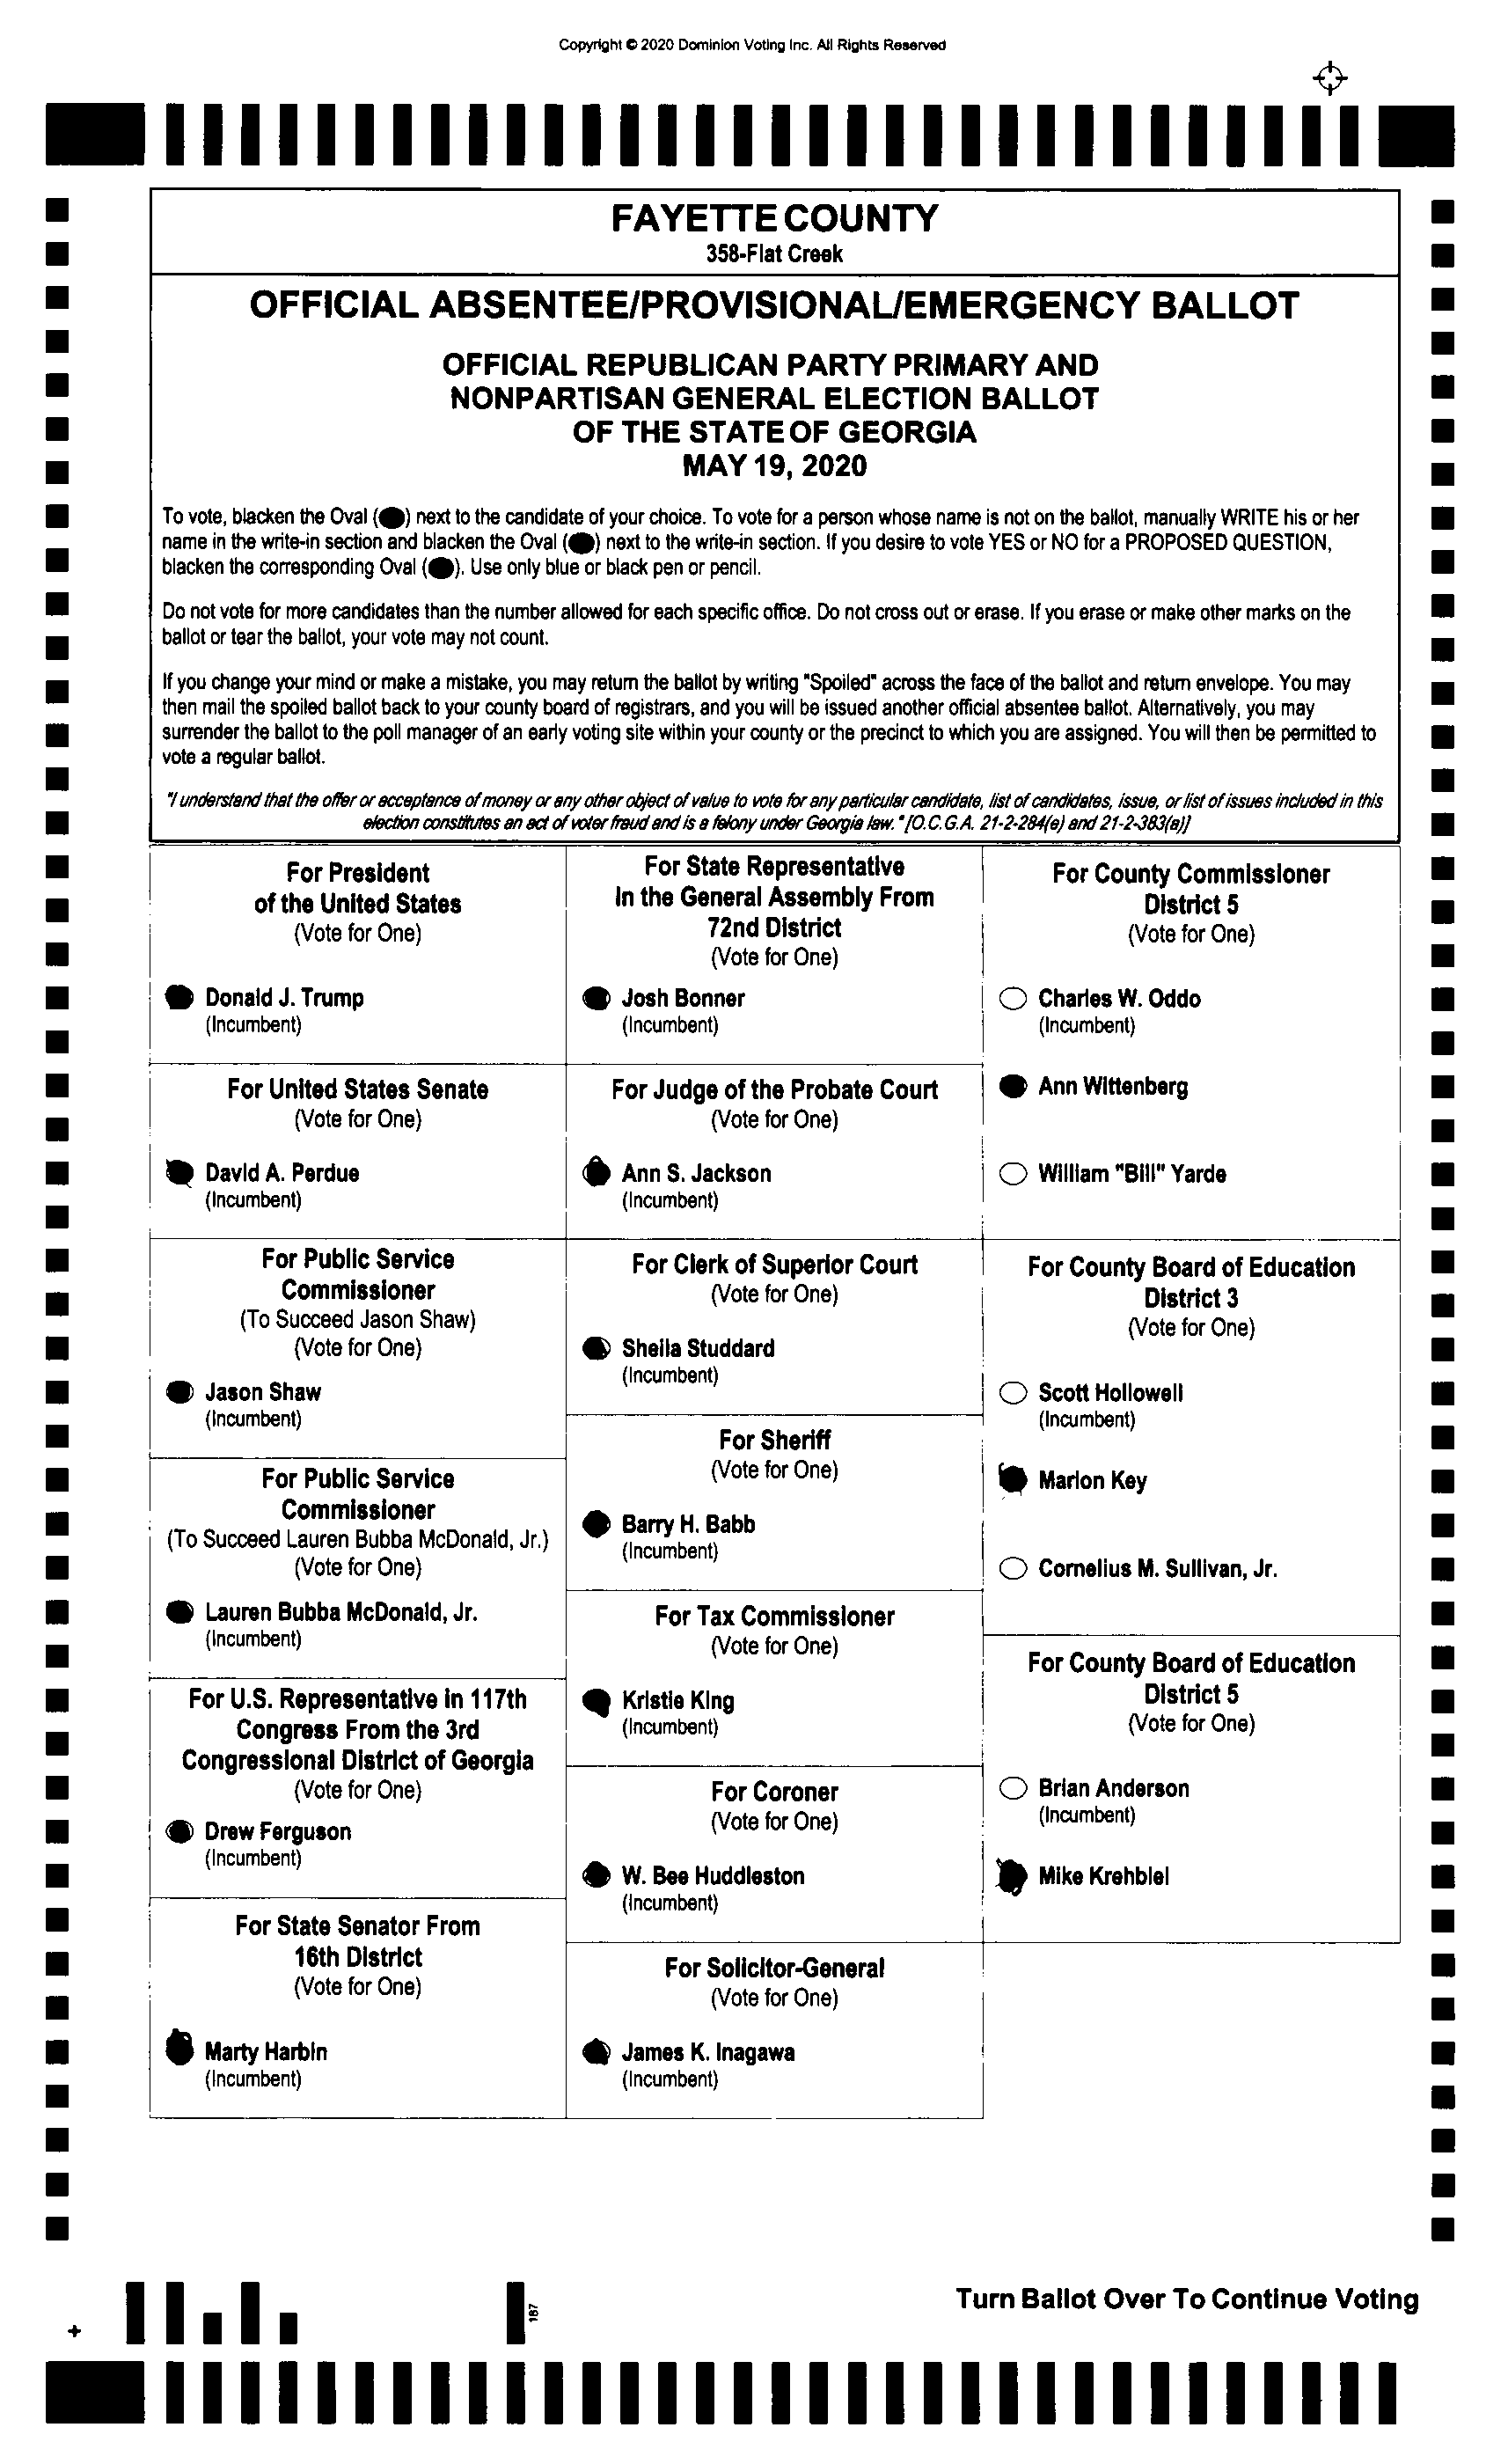 Copyright © 2020 Dominion Voting Inc. All Rights Reserved
FAYETTE COUNTY
358-Flat Creek
OFFICIAL ABSENTEE/PROVISIONAL/EMERGENCY BALLOT
OFFICIAL REPUBLICAN PARTY PRIMARY AND
NONPARTISAN GENERAL ELECTION BALLOT
OF THE STATE OF GEORGIA
MAY 19, 2020
To vote, blacken the Oval (⬬) next to the candidate of your choice. To vote for a person whose name is not on the ballot, manually WRITE his or her
name in the write-in section and blacken the Oval (⬬) next to the write-in section. If you desire to vote YES or NO for a PROPOSED QUESTION,
blacken the corresponding Oval (⬬). Use only blue or black pen or pencil.
Do not vote for more candidates than the number allowed for each specific office. Do not cross out or erase. If you erase or make other marks on the
ballot or tear the ballot, your vote may not count.
If you change your mind or make a mistake, you may return the ballot by writing "Spoiled" across the face of the ballot and return envelope. You may
then mail the spoiled ballot back to your county board of registrars, and you will be issued another official absentee ballot. Alternatively, you may
surrender the ballot to the poll manager of an early voting site within your county or the precinct to which you are assigned. You will then be permitted to
vote a regular ballot.
"I understand that the offer or acceptance of money or any other object of value to vote for any particular candidate, list of candidates, issue, or list of issues included in this
election constitutes an act of voter fraud and is a felony under Georgia law." [O.C.G.A. 21-2-284(e) and 21-2-383(a)]
For President
of the United States
(Vote for One)
Donald J. Trump
(Incumbent)
For United States Senate
(Vote for One)
David A. Perdue
(Incumbent)
For Public Service
Commissioner
(To Succeed Jason Shaw)
(Vote for One)
Jason Shaw
(Incumbent)
For Public Service
Commissioner
(To Succeed Lauren Bubba McDonald, Jr.)
(Vote for One)
Lauren Bubba McDonald, Jr.
(Incumbent)
For U.S. Representative in 117th
Congress From the 3rd
Congressional District of Georgia
(Vote for One)
Drew Ferguson
(Incumbent)
For State Senator From
16th District
(Vote for One)
Marty Harbin
(Incumbent)
For State Representative
In the General Assembly From
72nd District
(Vote for One)
Josh Bonner
(Incumbent)
For Judge of the Probate Court
(Vote for One)
Ann S. Jackson
(Incumbent)
For Clerk of Superior Court
(Vote for One)
Sheila Studdard
(Incumbent)
For Sheriff
(Vote for One)
Barry H. Babb
(Incumbent)
For Tax Commissioner
(Vote for One)
Kristie King
(Incumbent)
For Coroner
(Vote for One)
W. Bee Huddleston
(Incumbent)
For Solicitor-General
(Vote for One)
James K. Inagawa
(Incumbent)
For County Commissioner
District 5
(Vote for One)
Charles W. Oddo
(Incumbent)
Ann Wittenberg
William "Bill" Yarde
For County Board of Education
District 3
(Vote for One)
Scott Hollowell
(Incumbent)
Marion Key
Cornelius M. Sullivan, Jr.
For County Board of Education
District 5
(Vote for One)
Brian Anderson
(Incumbent)
Mike Krehbiel
Turn Ballot Over To Continue Voting
187
+